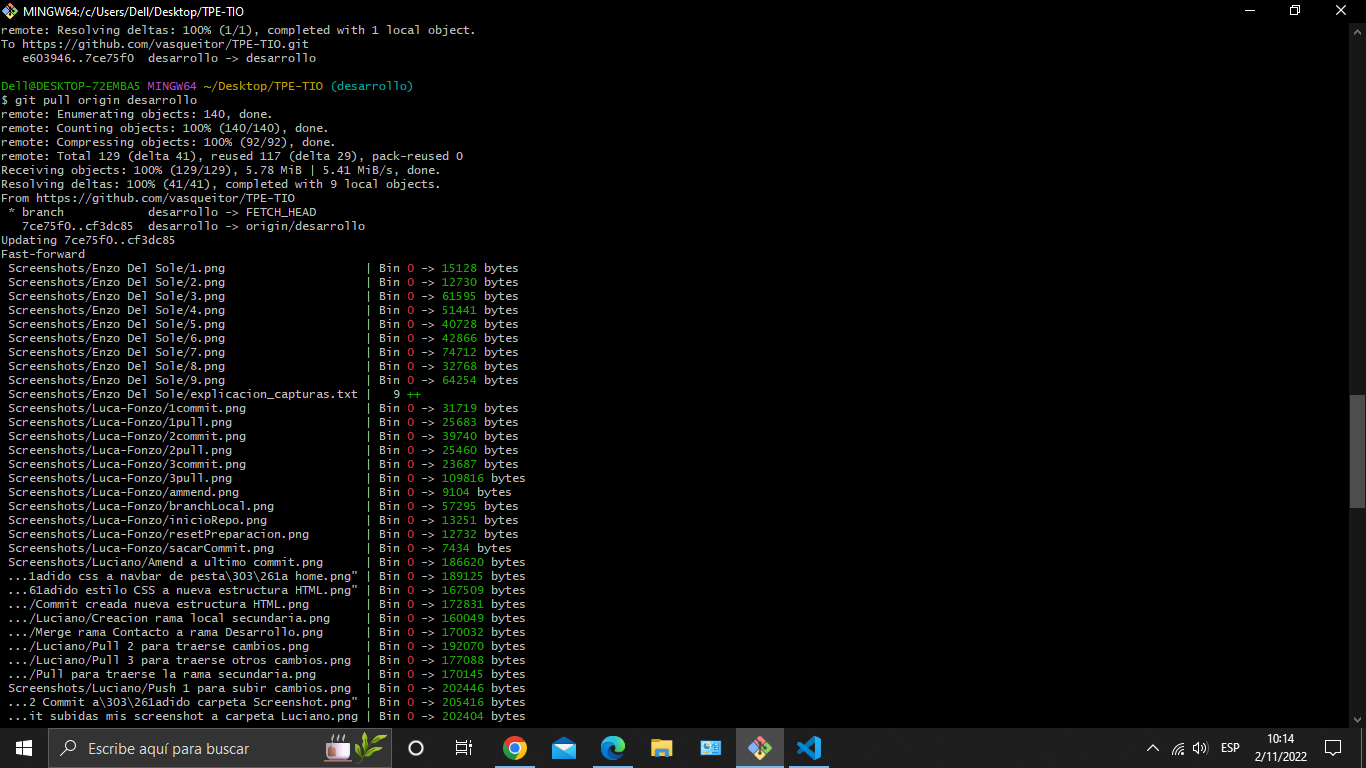 MINGW64:/c/Users/Dell/Desktop/TPE-TIO
remote: Resolving deltas: 100% (1/1), completed with 1 local object.
To https://github.com/vasqueitor/TPE-TIO.git
   e603946..7ce75f0  desarrollo -> desarrollo
Dell@DESKTOP-72EMBA5 MINGW64 ~/Desktop/TPE-TIO (desarrollo)
$ git pull origin desarrollo
remote: Enumerating objects: 140, done.
remote: Counting objects: 100% (140/140), done.
remote: Compressing objects: 100% (92/92), done.
remote: Total 129 (delta 41), reused 117 (delta 29), pack-reused 0
Receiving objects: 100% (129/129), 5.78 MiB | 5.41 MiB/s, done.
Resolving deltas: 100% (41/41), completed with 9 local objects.
From https://github.com/vasqueitor/TPE-TIO
 * branch            desarrollo -> FETCH_HEAD
   7ce75f0..cf3dc85  desarrollo -> origin/desarrollo
Updating 7ce75f0..cf3dc85
Fast-forward
 Screenshots/Enzo Del Sole/1.png                    | Bin 0 -> 15128 bytes
 Screenshots/Enzo Del Sole/2.png                    | Bin 0 -> 12730 bytes
 Screenshots/Enzo Del Sole/3.png                    | Bin 0 -> 61595 bytes
 Screenshots/Enzo Del Sole/4.png                    | Bin 0 -> 51441 bytes
 Screenshots/Enzo Del Sole/5.png                    | Bin 0 -> 40728 bytes
 Screenshots/Enzo Del Sole/6.png                    | Bin 0 -> 42866 bytes
 Screenshots/Enzo Del Sole/7.png                    | Bin 0 -> 74712 bytes
 Screenshots/Enzo Del Sole/8.png                    | Bin 0 -> 32768 bytes
 Screenshots/Enzo Del Sole/9.png                    | Bin 0 -> 64254 bytes
 Screenshots/Enzo Del Sole/explicacion_capturas.txt |   9 ++
 Screenshots/Luca-Fonzo/1commit.png                 | Bin 0 -> 31719 bytes
 Screenshots/Luca-Fonzo/1pull.png                   | Bin 0 -> 25683 bytes
 Screenshots/Luca-Fonzo/2commit.png                 | Bin 0 -> 39740 bytes
 Screenshots/Luca-Fonzo/2pull.png                   | Bin 0 -> 25460 bytes
 Screenshots/Luca-Fonzo/3commit.png                 | Bin 0 -> 23687 bytes
 Screenshots/Luca-Fonzo/3pull.png                   | Bin 0 -> 109816 bytes
 Screenshots/Luca-Fonzo/ammend.png                  | Bin 0 -> 9104 bytes
 Screenshots/Luca-Fonzo/branchLocal.png             | Bin 0 -> 57295 bytes
 Screenshots/Luca-Fonzo/inicioRepo.png              | Bin 0 -> 13251 bytes
 Screenshots/Luca-Fonzo/resetPreparacion.png        | Bin 0 -> 12732 bytes
 Screenshots/Luca-Fonzo/sacarCommit.png             | Bin 0 -> 7434 bytes
 Screenshots/Luciano/Amend a ultimo commit.png      | Bin 0 -> 186620 bytes
 ...1adido css a navbar de pesta\303\261a home.png" | Bin 0 -> 189125 bytes
 ...61adido estilo CSS a nueva estructura HTML.png" | Bin 0 -> 167509 bytes
 .../Commit creada nueva estructura HTML.png        | Bin 0 -> 172831 bytes
 .../Luciano/Creacion rama local secundaria.png     | Bin 0 -> 160049 bytes
 .../Merge rama Contacto a rama Desarrollo.png      | Bin 0 -> 170032 bytes
 .../Luciano/Pull 2 para traerse cambios.png        | Bin 0 -> 192070 bytes
 .../Luciano/Pull 3 para traerse otros cambios.png  | Bin 0 -> 177088 bytes
 .../Pull para traerse la rama secundaria.png       | Bin 0 -> 170145 bytes
 Screenshots/Luciano/Push 1 para subir cambios.png  | Bin 0 -> 202446 bytes
 ...2 Commit a\303\261adido carpeta Screenshot.png" | Bin 0 -> 205416 bytes
 ...it subidas mis screenshot a carpeta Luciano.png | Bin 0 -> 202404 bytes
Escribe aquí para buscar
ESP
10:14
2/11/2022